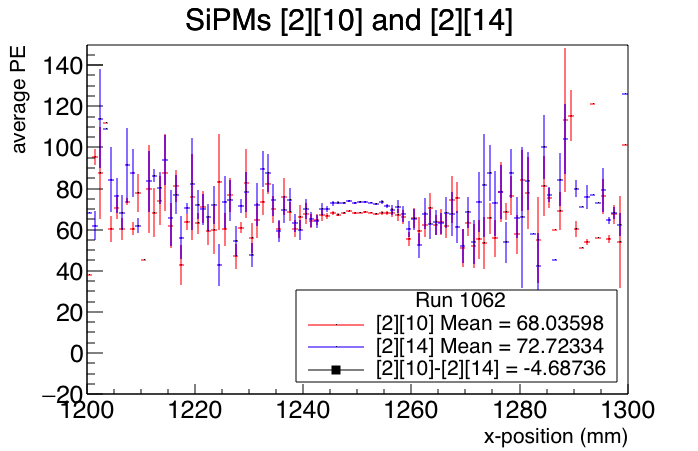 SiPMs [2][10] and [2][14]
average PE
140
120
100
80
60
40
20
0
−20
1200
1220
1240
1260
1280
1300
x-position (mm)
Run 1062
[2][10] Mean = 68.03598
[2][14] Mean = 72.72334
[2][10]-[2][14] = -4.68736